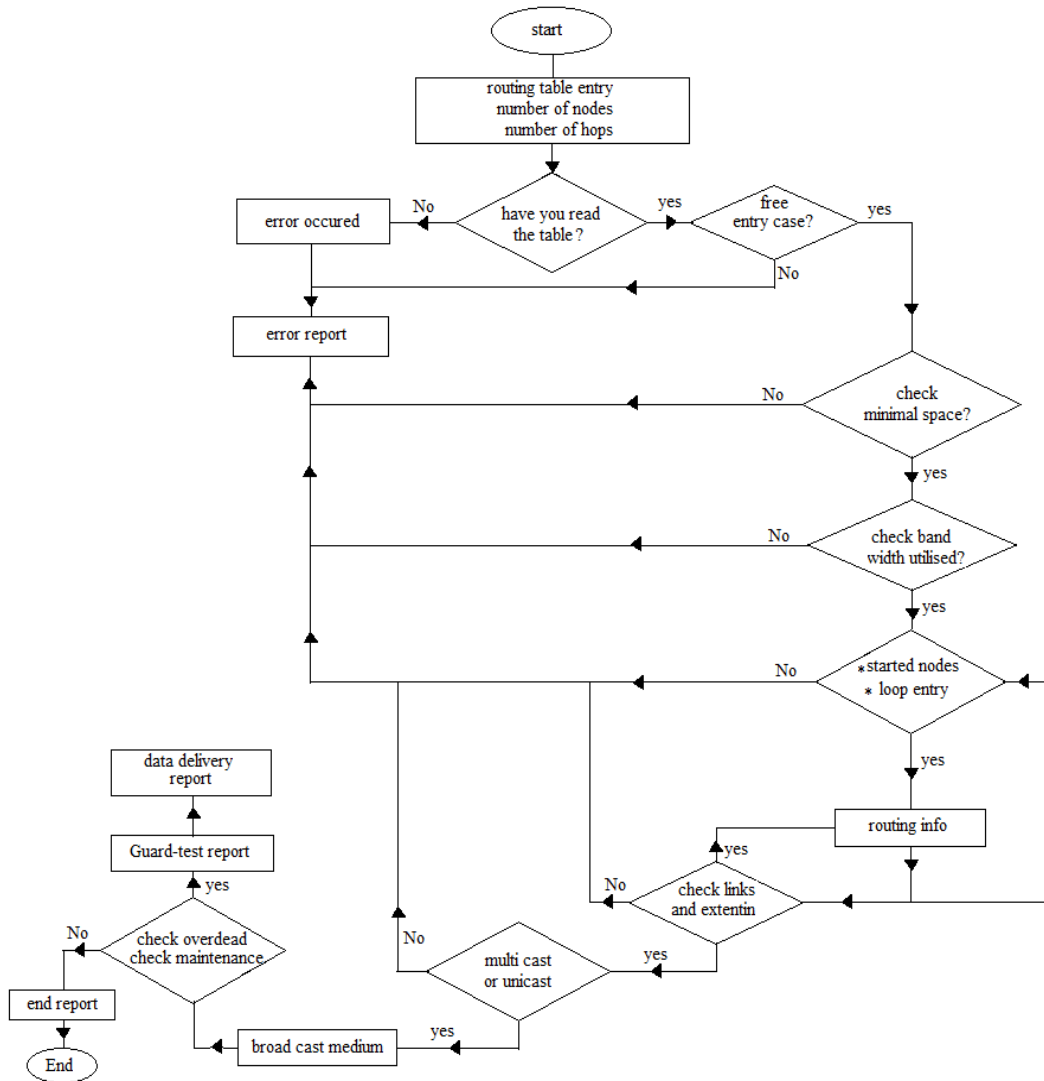 start
routing table entry
number of nodes
number of hops
No
yes
free
entry case?
yes
error occured
have you read
the table ?
No
error report
No
check
minimal space?
yes
No
check band
width utilised?
yes
No
*started nodes
* loop entry
data delivery
report
yes
routing info
Guard-test report
yes
yes
No
check links
and extentin
No
check overdead
check maintenance
No
multi cast
or unicast
yes
yes
end report
broad cast medium
yes
End